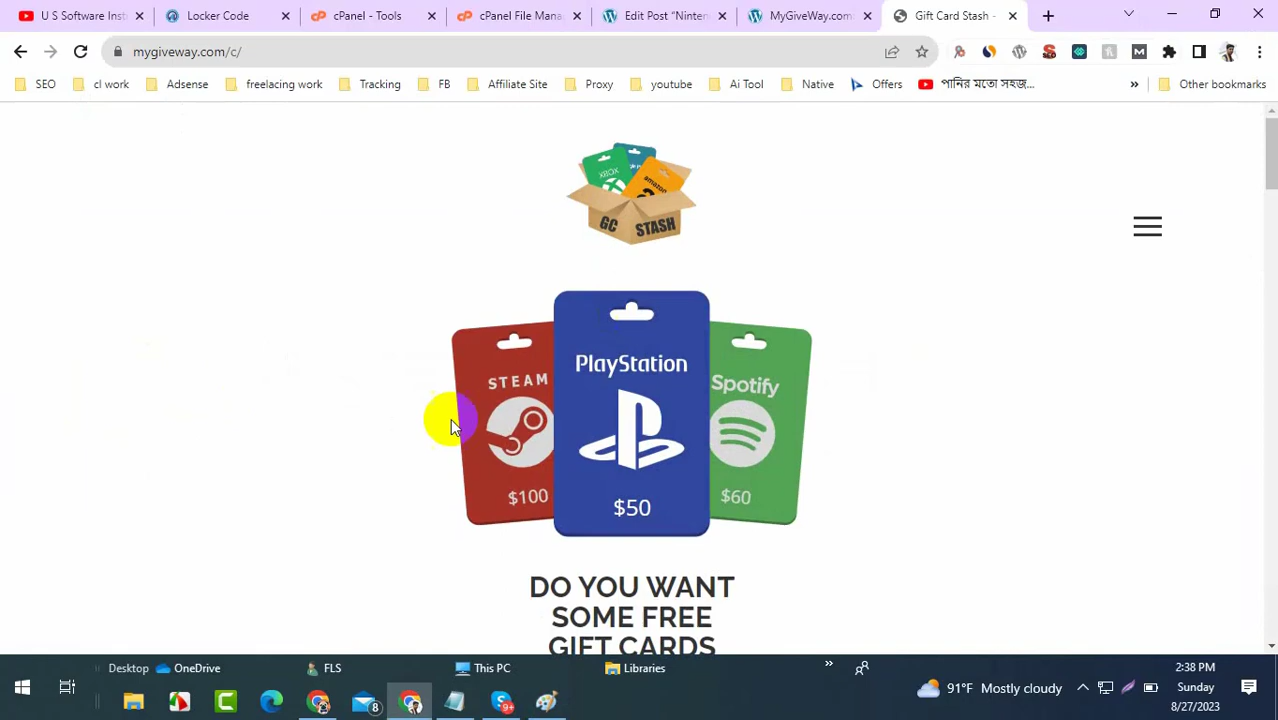 U S Software Inst
Locker Code
cPanel - Tools
cPanel File Mana
Edit Post “Ninten
MyGiveWay.com:
Gift Card Stash -
mygiveway.com/c/
SEO
cl work
Adsense
freelacing work
Tracking
FB
Affiliate Site
Proxy
youtube
Ai Tool
Native
Offers
পানির মতো সহজ...
Other bookmarks
XBOX
amazon
GC STASH
STEAM
$100
PlayStation
$50
Spotify
$60
DO YOU WANT
SOME FREE
GIFT CARDS
Desktop
OneDrive
FLS
This PC
Libraries
8
9+
91°F Mostly cloudy
2:38 PM
Sunday
8/27/2023